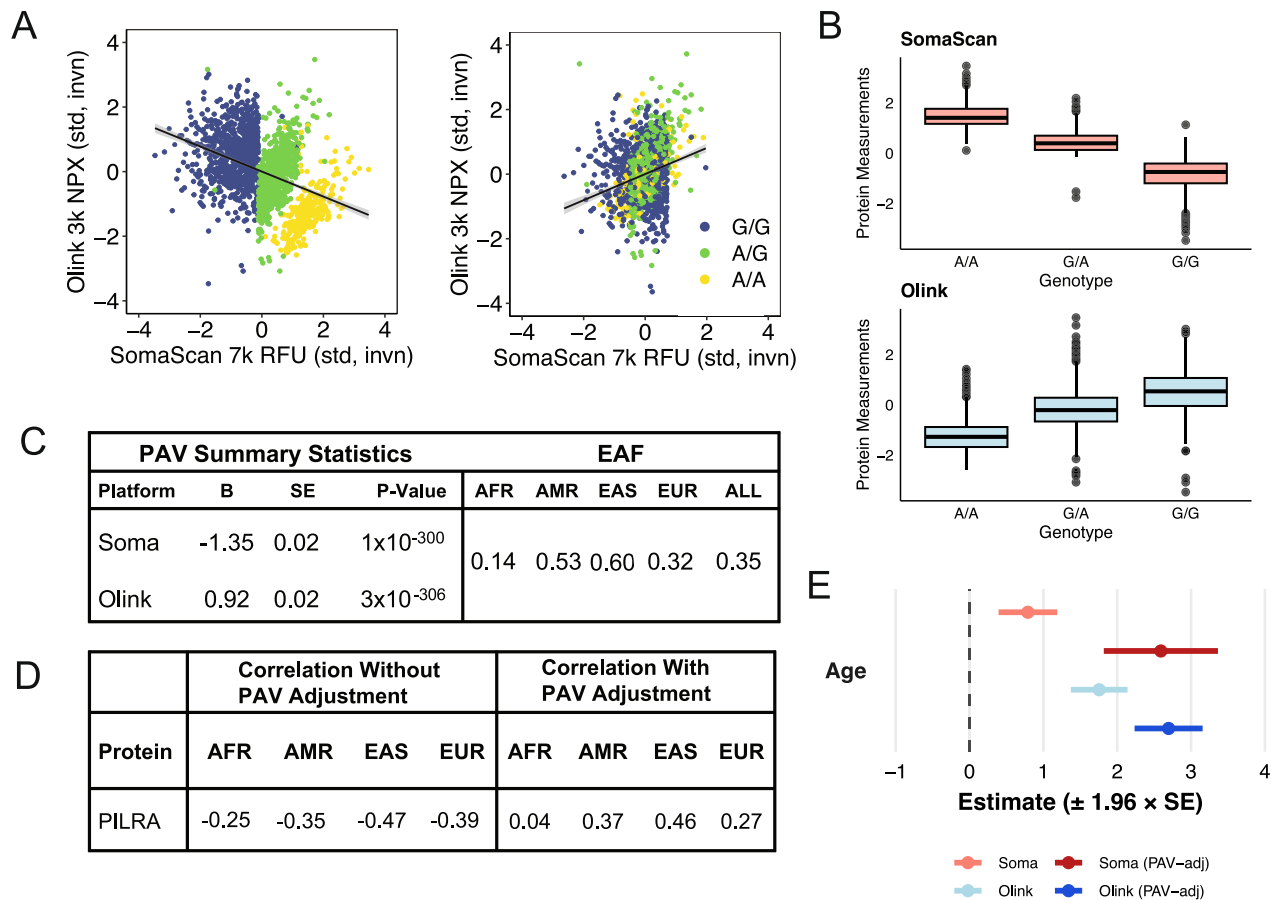 A
4
2
0
−2
−4
Olink 3k NPX (std, invn)
−4 −2 0 2 4
SomaScan 7k RFU (std, invn)
4
2
0
−2
−4
Olink 3k NPX (std, invn)
−4 −2 0 2 4
SomaScan 7k RFU (std, invn)
G/G
A/G
A/A
B
SomaScan
2
0
−2
Protein Measurements
A/A G/A G/G
Genotype
Olink
2
0
−2
Protein Measurements
A/A G/A G/G
Genotype
C
PAV Summary Statistics EAF
Platform B SE P-Value AFR AMR EAS EUR ALL
Soma -1.35 0.02 1x10-300
0.14 0.53 0.60 0.32 0.35
Olink 0.92 0.02 3x10-306
D
Correlation Without Correlation With
PAV Adjustment PAV Adjustment
Protein AFR AMR EAS EUR AFR AMR EAS EUR
PILRA -0.25 -0.35 -0.47 -0.39 0.04 0.37 0.46 0.27
E
Age
−1 0 1 2 3 4
Estimate (± 1.96 × SE)
Soma Soma (PAV−adj)
Olink Olink (PAV−adj)